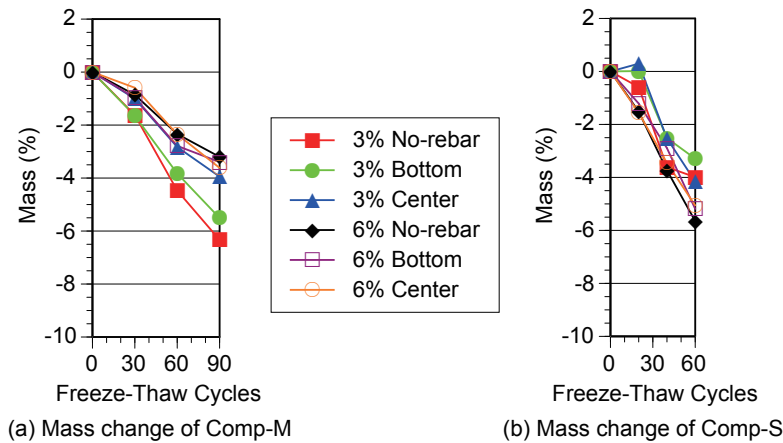 2
0
-2
-4
-6
-8
-10
Mass (%)
0 30 60 90
Freeze-Thaw Cycles
(a) Mass change of Comp-M
3% No-rebar
3% Bottom
3% Center
6% No-rebar
6% Bottom
6% Center
2
0
-2
-4
-6
-8
-10
Mass (%)
0 30 60
Freeze-Thaw Cycles
(b) Mass change of Comp-S